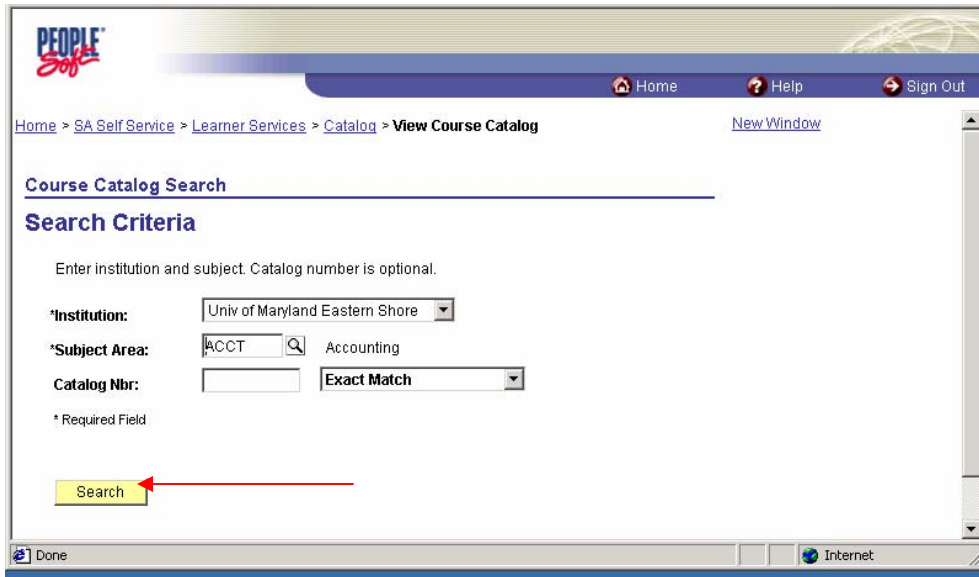 PEOPLE Soft
Home Help Sign Out
Home > SA Self Service > Learner Services > Catalog > View Course Catalog New Window
Course Catalog Search
Search Criteria
Enter institution and subject. Catalog number is optional.
*Institution: Univ of Maryland Eastern Shore
*Subject Area: ACCT Accounting
Catalog Nbr: Exact Match
* Required Field
Search
Done Internet